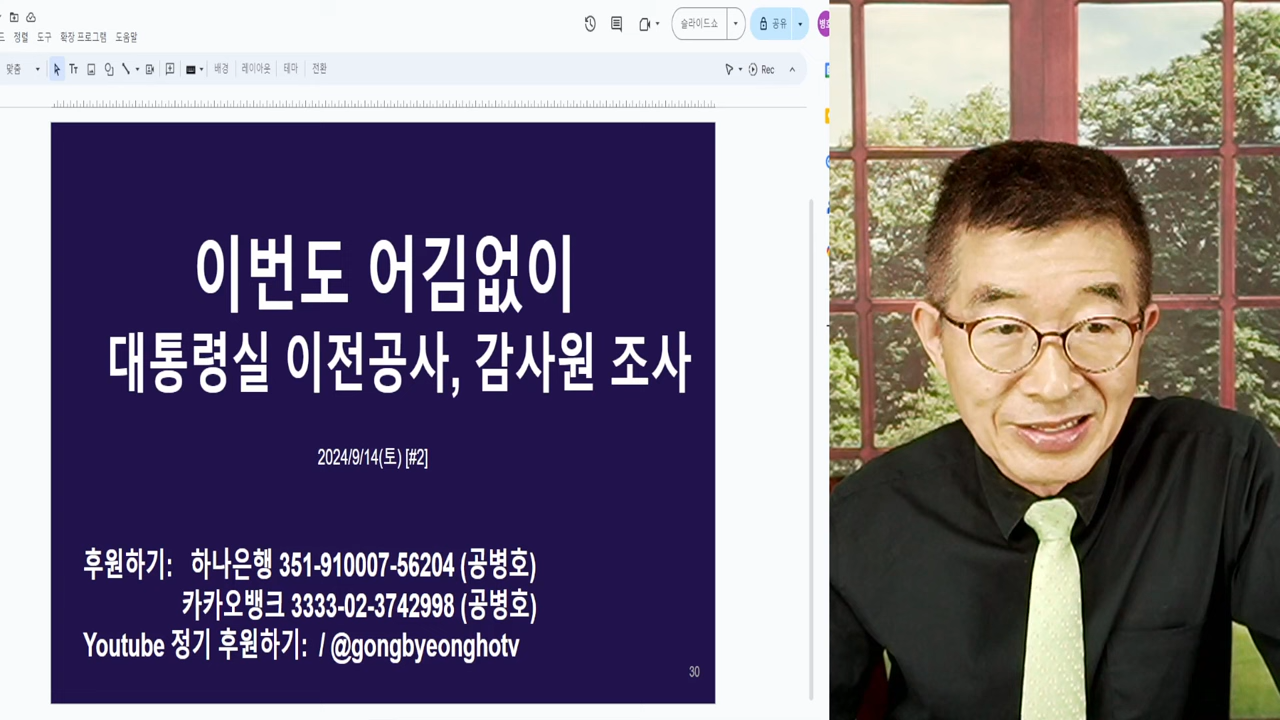 정렬 도구 확장 프로그램 도움말
슬라이드쇼
공유
맞춤
Tт
배경
레이아웃
테마
전환
Rec
이번도 어김없이
대통령실 이전공사, 감사원 조사
2024/9/14(토) [#2]
후원하기: 하나은행 351-910007-56204 (공병호)
카카오뱅크 3333-02-3742998 (공병호)
Youtube 정기 후원하기: / @gongbyeonghotv
30